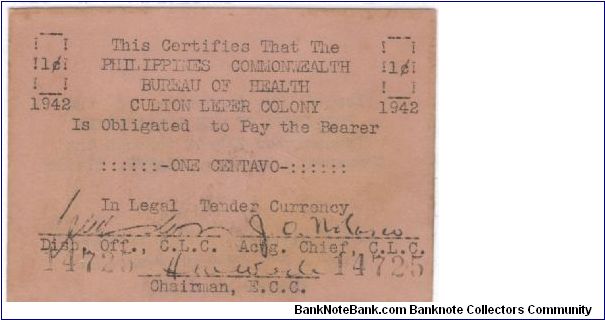 This Certifies That The
!1¢! PHILIPPINES COMMONWEALTH !1¢!
BUREAU OF HEALTH
1942 CULION LEPER COLONY 1942
Is Obligated to Pay the Bearer
::::::-ONE CENTAVO-::::::
In Legal Tender Currency
J. O. Nolasco
Disb. Off., C.L.C. Actg. Chief, C.L.C.
14725 H. W. Wade 14725
Chairman, E.C.C.
BankNoteBank.com Banknote Collectors Community